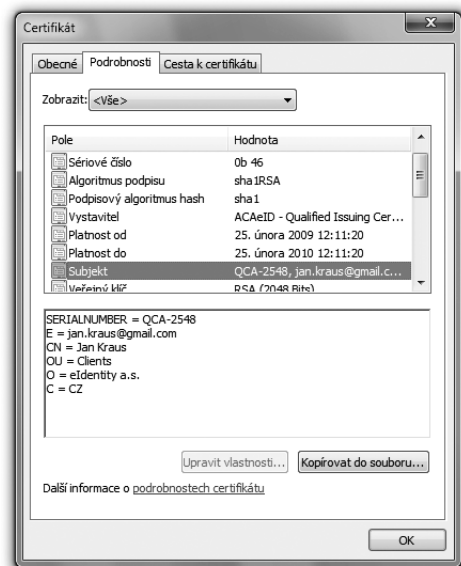 Certifikát
Obecné Podrobnosti Cesta k certifikátu
Zobrazit: <Vše>
Pole Hodnota
Sériové číslo 0b 46
Algoritmus podpisu sha1RSA
Podpisový algoritmus hash sha1
Vystavitel ACAeID - Qualified Issuing Cer...
Platnost od 25. února 2009 12:11:20
Platnost do 25. února 2010 12:11:20
Subjekt QCA-2548, jan.kraus@gmail.c...
Veřejný klíč RSA (2048 Bits)
SERIALNUMBER = QCA-2548
E = jan.kraus@gmail.com
CN = Jan Kraus
OU = Clients
O = eIdentity a.s.
C = CZ
Upravit vlastnosti... Kopírovat do souboru...
Další informace o podrobnostech certifikátu
OK